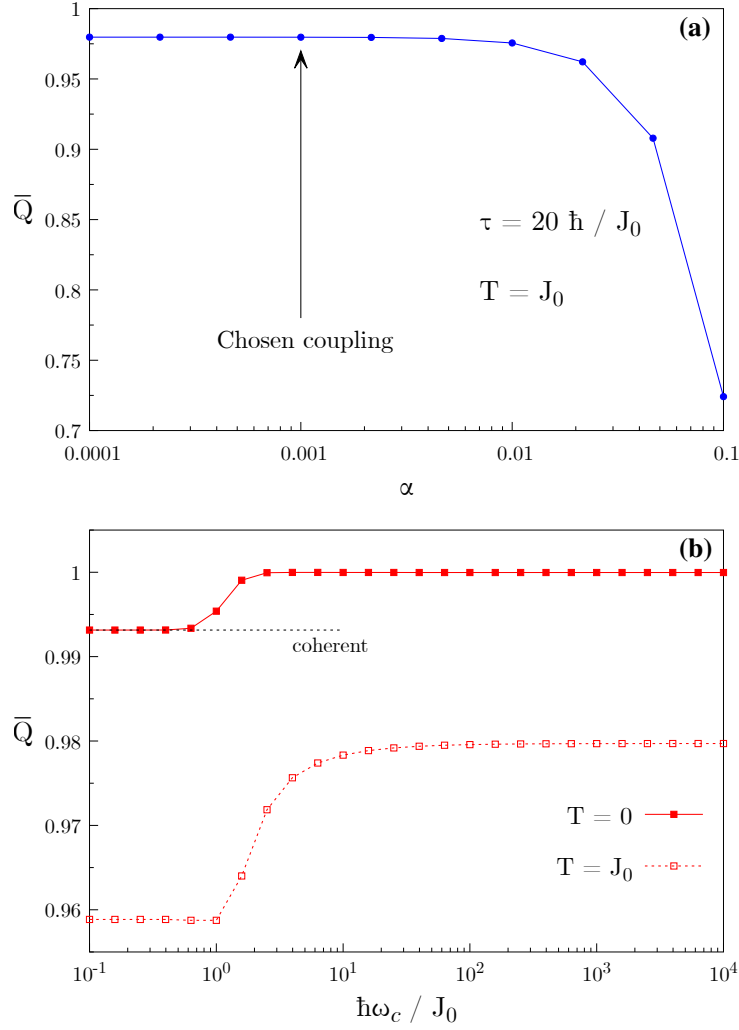 (a)
1
0.95
0.9
0.85
0.8
0.75
0.7
Q̅
τ = 20 ħ / J₀
T = J₀
Chosen coupling
0.0001
0.001
0.01
0.1
α
(b)
1
0.99
0.98
0.97
0.96
Q̅
coherent
T = 0
T = J₀
10⁻¹
10⁰
10¹
10²
10³
10⁴
ħω_c / J₀